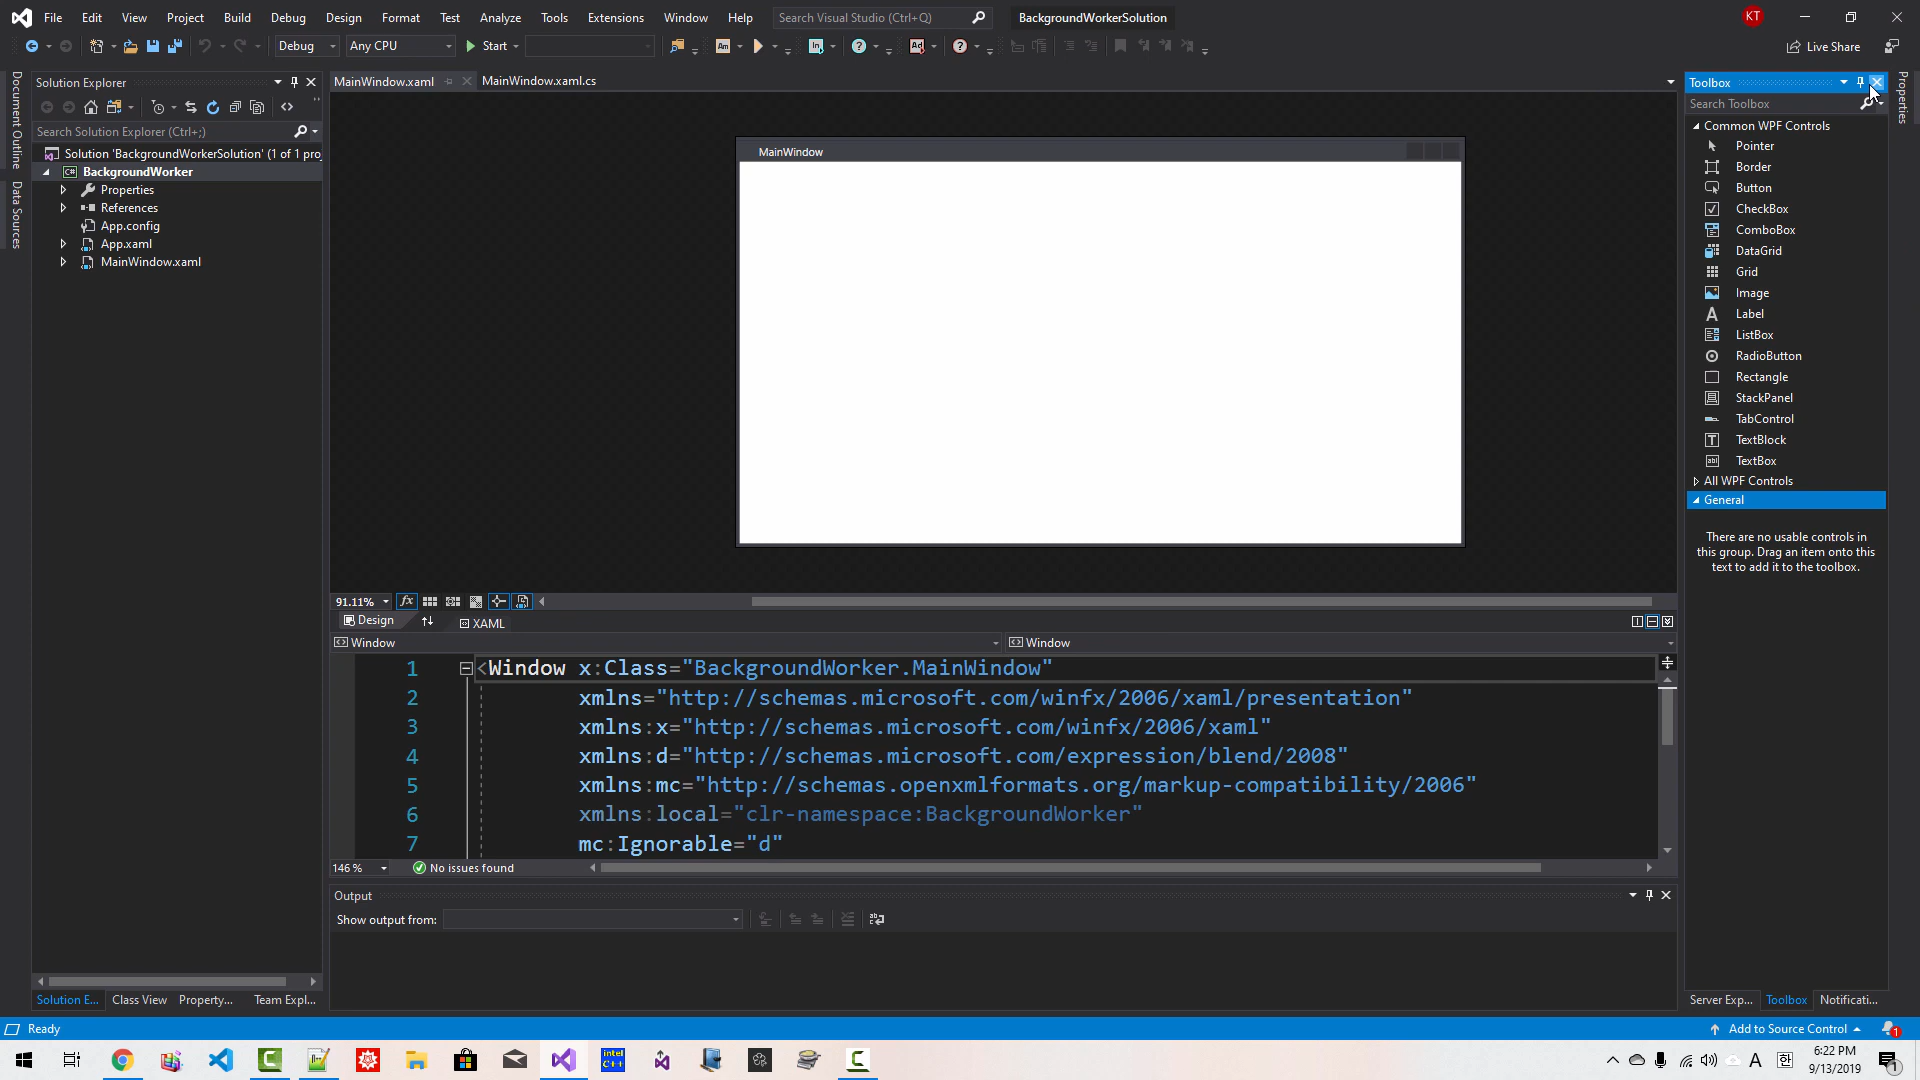 File Edit View Project Build Debug Design Format Test Analyze Tools Extensions Window Help Search Visual Studio (Ctrl+Q) BackgroundWorkerSolution KT
Debug Any CPU Start Live Share
Document Outline
Data Sources
Solution Explorer
Search Solution Explorer (Ctrl+;)
Solution 'BackgroundWorkerSolution' (1 of 1 proj
BackgroundWorker
Properties
References
App.config
App.xaml
MainWindow.xaml
Solution E... Class View Property... Team Expl...
MainWindow.xaml MainWindow.xaml.cs
MainWindow
91.11%
Design XAML
Window Window
1 <Window x:Class="BackgroundWorker.MainWindow"
2 xmlns="http://schemas.microsoft.com/winfx/2006/xaml/presentation"
3 xmlns:x="http://schemas.microsoft.com/winfx/2006/xaml"
4 xmlns:d="http://schemas.microsoft.com/expression/blend/2008"
5 xmlns:mc="http://schemas.openxmlformats.org/markup-compatibility/2006"
6 xmlns:local="clr-namespace:BackgroundWorker"
7 mc:Ignorable="d"
146 % No issues found
Output
Show output from:
Toolbox
Search Toolbox
Common WPF Controls
Pointer
Border
Button
CheckBox
ComboBox
DataGrid
Grid
Image
Label
ListBox
RadioButton
Rectangle
StackPanel
TabControl
TextBlock
TextBox
All WPF Controls
General
There are no usable controls in
this group. Drag an item onto this
text to add it to the toolbox.
Server Exp... Toolbox Notificati...
Properties
Ready Add to Source Control 1
intel C++
A 한 6:22 PM
9/13/2019 1